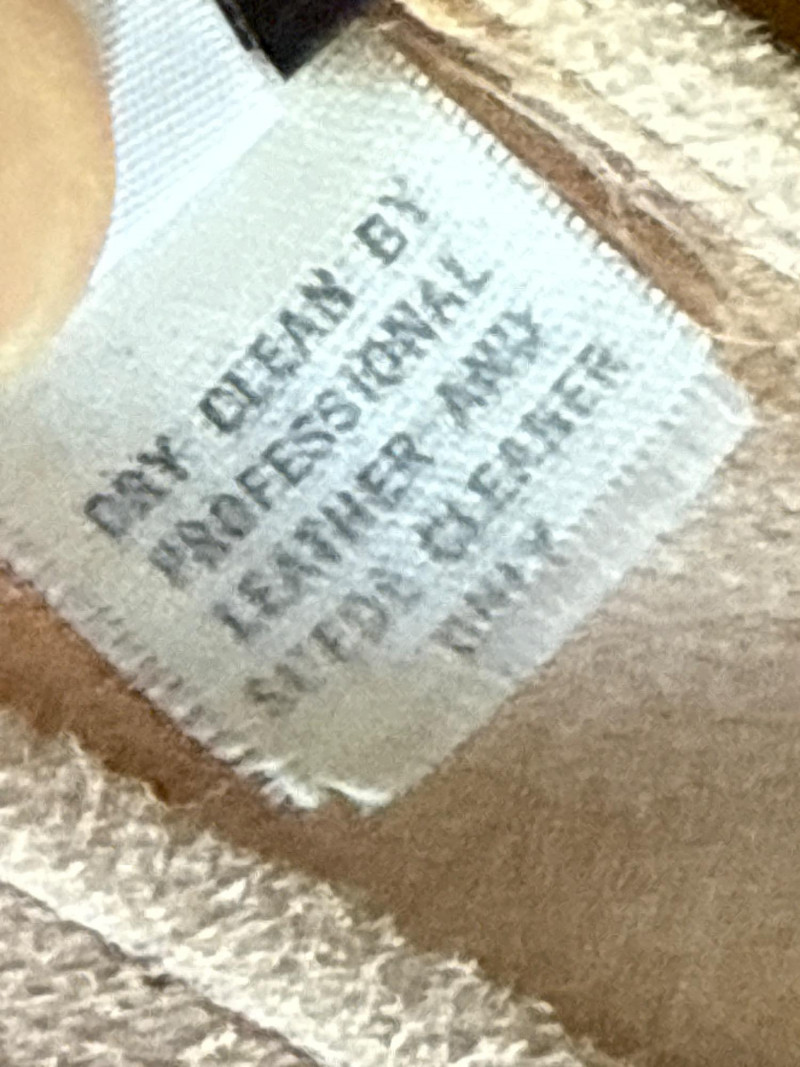 DRY CLEAN BY
PROFESSIONAL
LEATHER AND
SUEDE CLEANER
ONLY